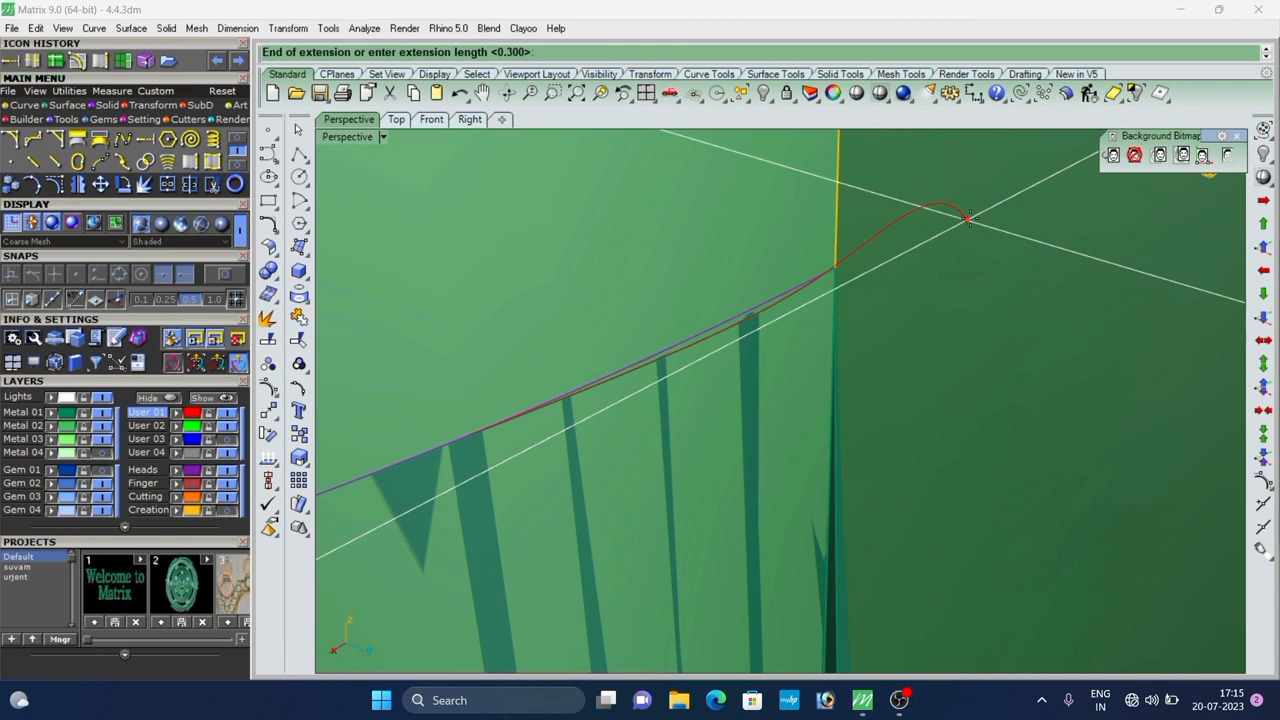 Matrix 9.0 (64-bit) - 4.4.3dm
File Edit View Curve Surface Solid Mesh Dimension Transform Tools Analyze Render Rhino 5.0 Blend Clayoo Help
ICON HISTORY
End of extension or enter extension length <0.300>:
MAIN MENU
Standard CPlanes Set View Display Select Viewport Layout Visibility Transform Curve Tools Surface Tools Solid Tools Mesh Tools Render Tools Drafting New in V5
File View Utilities Measure Custom Reset
Curve Surface Solid Transform SubD Art
Builder Tools Gems Setting Cutters Render
Perspective Top Front Right
Perspective
Background Bitmap
DISPLAY
Coarse Mesh Shaded
SNAPS
0.1 0.25 0.5 1.0
INFO & SETTINGS
LAYERS
Lights Hide Show
Metal 01 User 01
Metal 02 User 02
Metal 03 User 03
Metal 04 User 04
Gem 01 Heads
Gem 02 Finger
Gem 03 Cutting
Gem 04 Creation
PROJECTS
Default
suvam
urjent
1 2 3
Welcome to Matrix
Mngr
z
x y
Search
ENG
IN
17:15
20-07-2023
2